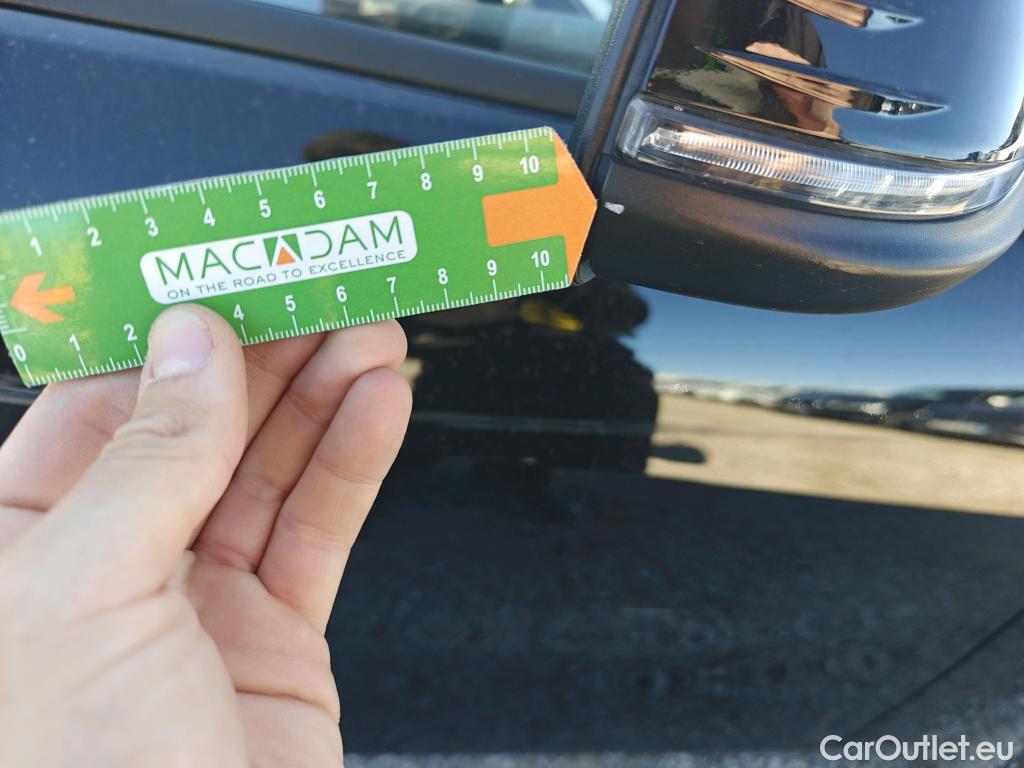 1 2 3 4 5 6 7 8 9 10
MACADAM
ON THE ROAD TO EXCELLENCE
0 1 2 4 5 6 7 8 9 10
CarOutlet.eu